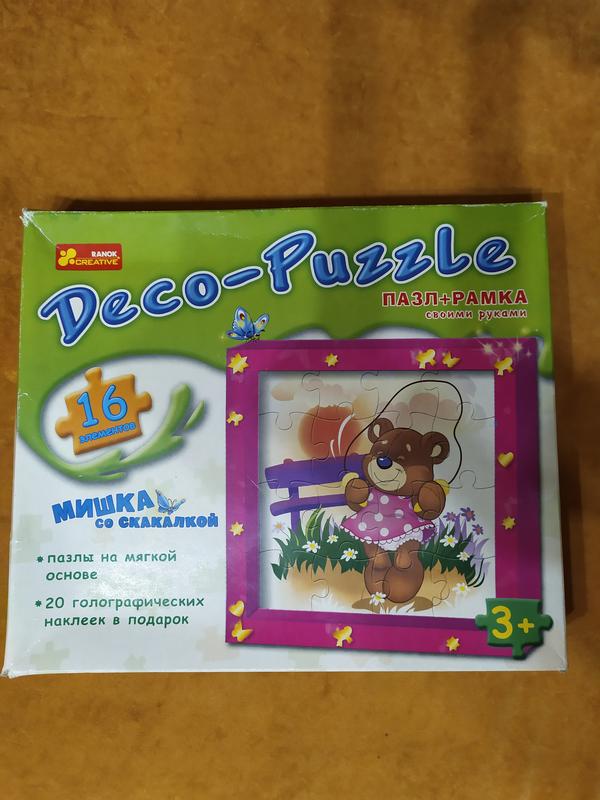 RANOK
CREATIVE
Deco-Puzzle
ПАЗЛ+РАМКА
своими руками
16
элементов
МИШКА
со СКАКАЛКОЙ
* пазлы на мягкой
основе
* 20 голографических
наклеек в подарок
3+